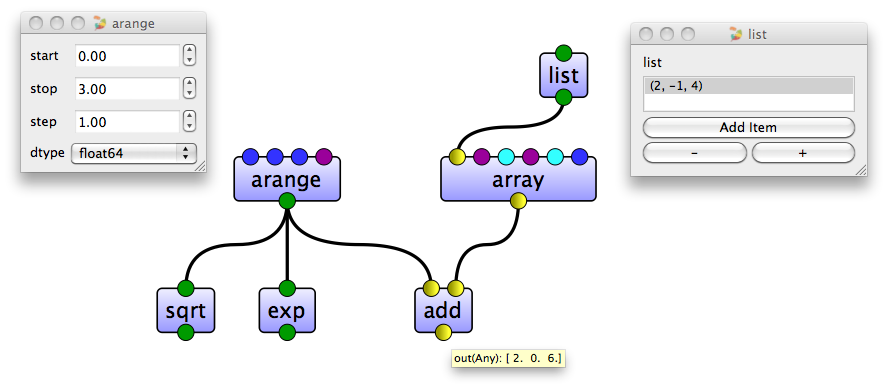 arange
start 0.00
stop 3.00
step 1.00
dtype float64
list
list
(2, -1, 4)
Add Item
- +
list
arange
array
sqrt
exp
add
out(Any): [ 2.  0.  6.]